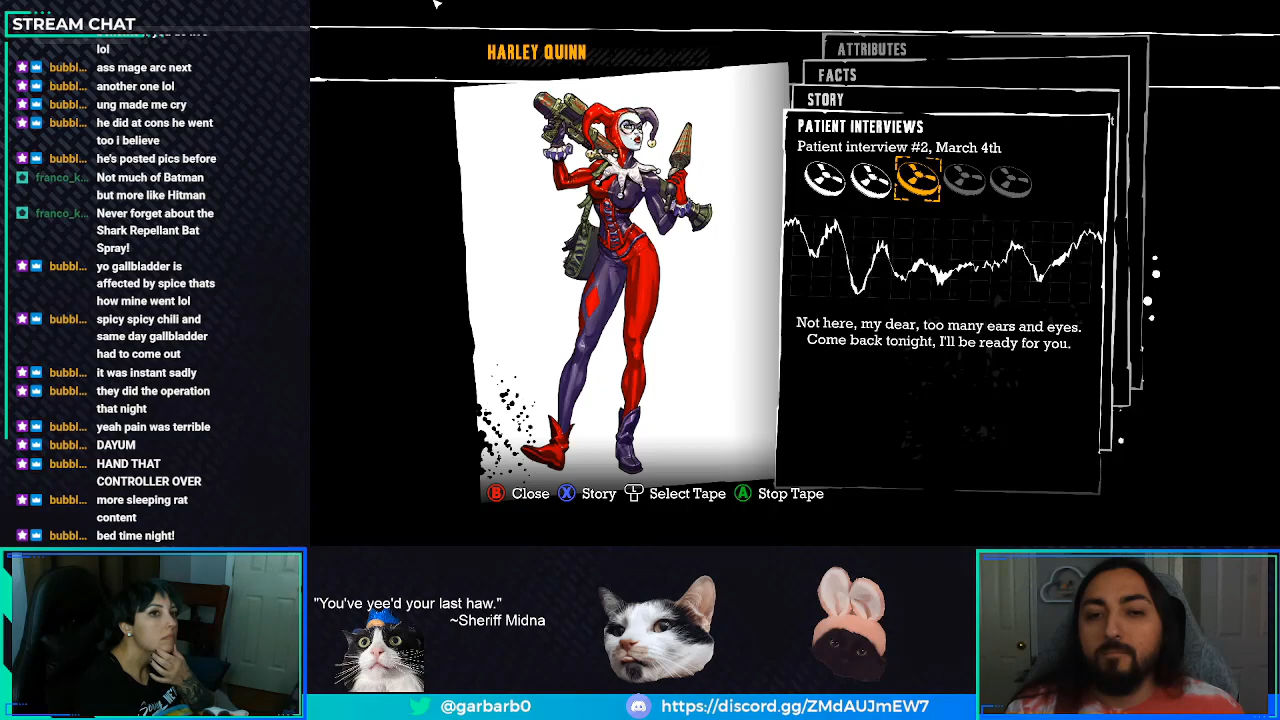 STREAM CHAT
lol
bubbl... ass mage arc next
bubbl... another one lol
bubbl... ung made me cry
bubbl... he did at cons he went
too i believe
bubbl... he's posted pics before
franco_k... Not much of Batman
but more like Hitman
franco_k... Never forget about the
Shark Repellant Bat
Spray!
bubbl... yo gallbladder is
affected by spice thats
how mine went lol
bubbl... spicy spicy chili and
same day gallbladder
had to come out
bubbl... it was instant sadly
bubbl... they did the operation
that night
bubbl... yeah pain was terrible
bubbl... DAYUM
bubbl... HAND THAT
CONTROLLER OVER
bubbl... more sleeping rat
content
bubbl... bed time night!
HARLEY QUINN
ATTRIBUTES
FACTS
STORY
PATIENT INTERVIEWS
Patient interview #2, March 4th
Not here, my dear, too many ears and eyes.
Come back tonight, I'll be ready for you.
B Close X Story L Select Tape A Stop Tape
"You've yee'd your last haw."
~Sheriff Midna
@garbarb0
https://discord.gg/ZMdAUJmEW7